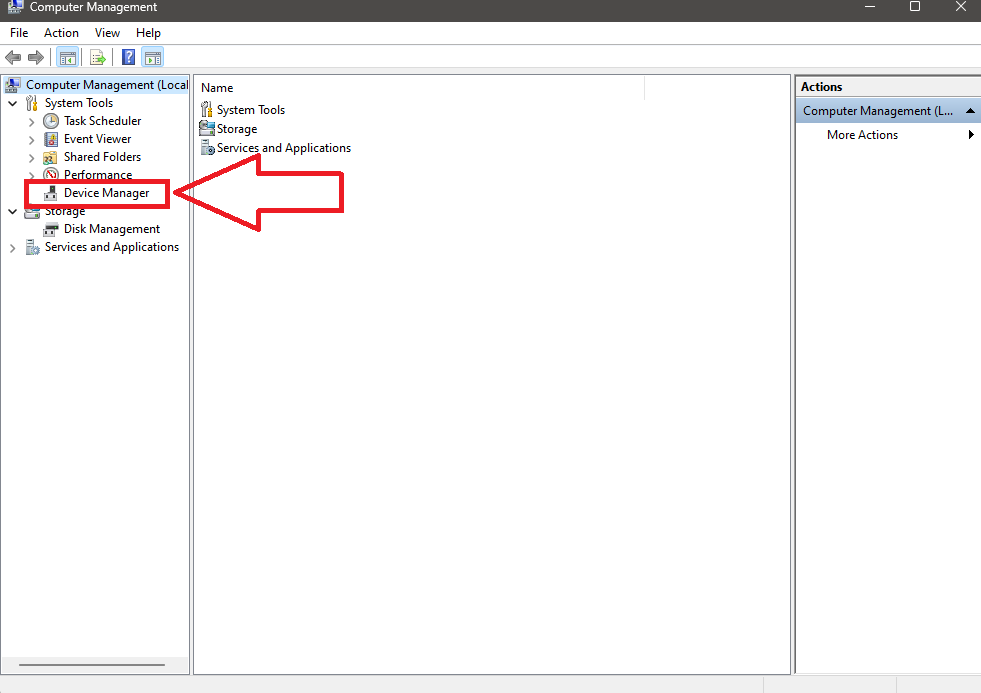 Computer Management
File Action View Help
Computer Management (Local
System Tools
Task Scheduler
Event Viewer
Shared Folders
Performance
Device Manager
Storage
Disk Management
Services and Applications
Name
System Tools
Storage
Services and Applications
Actions
Computer Management (L...
More Actions